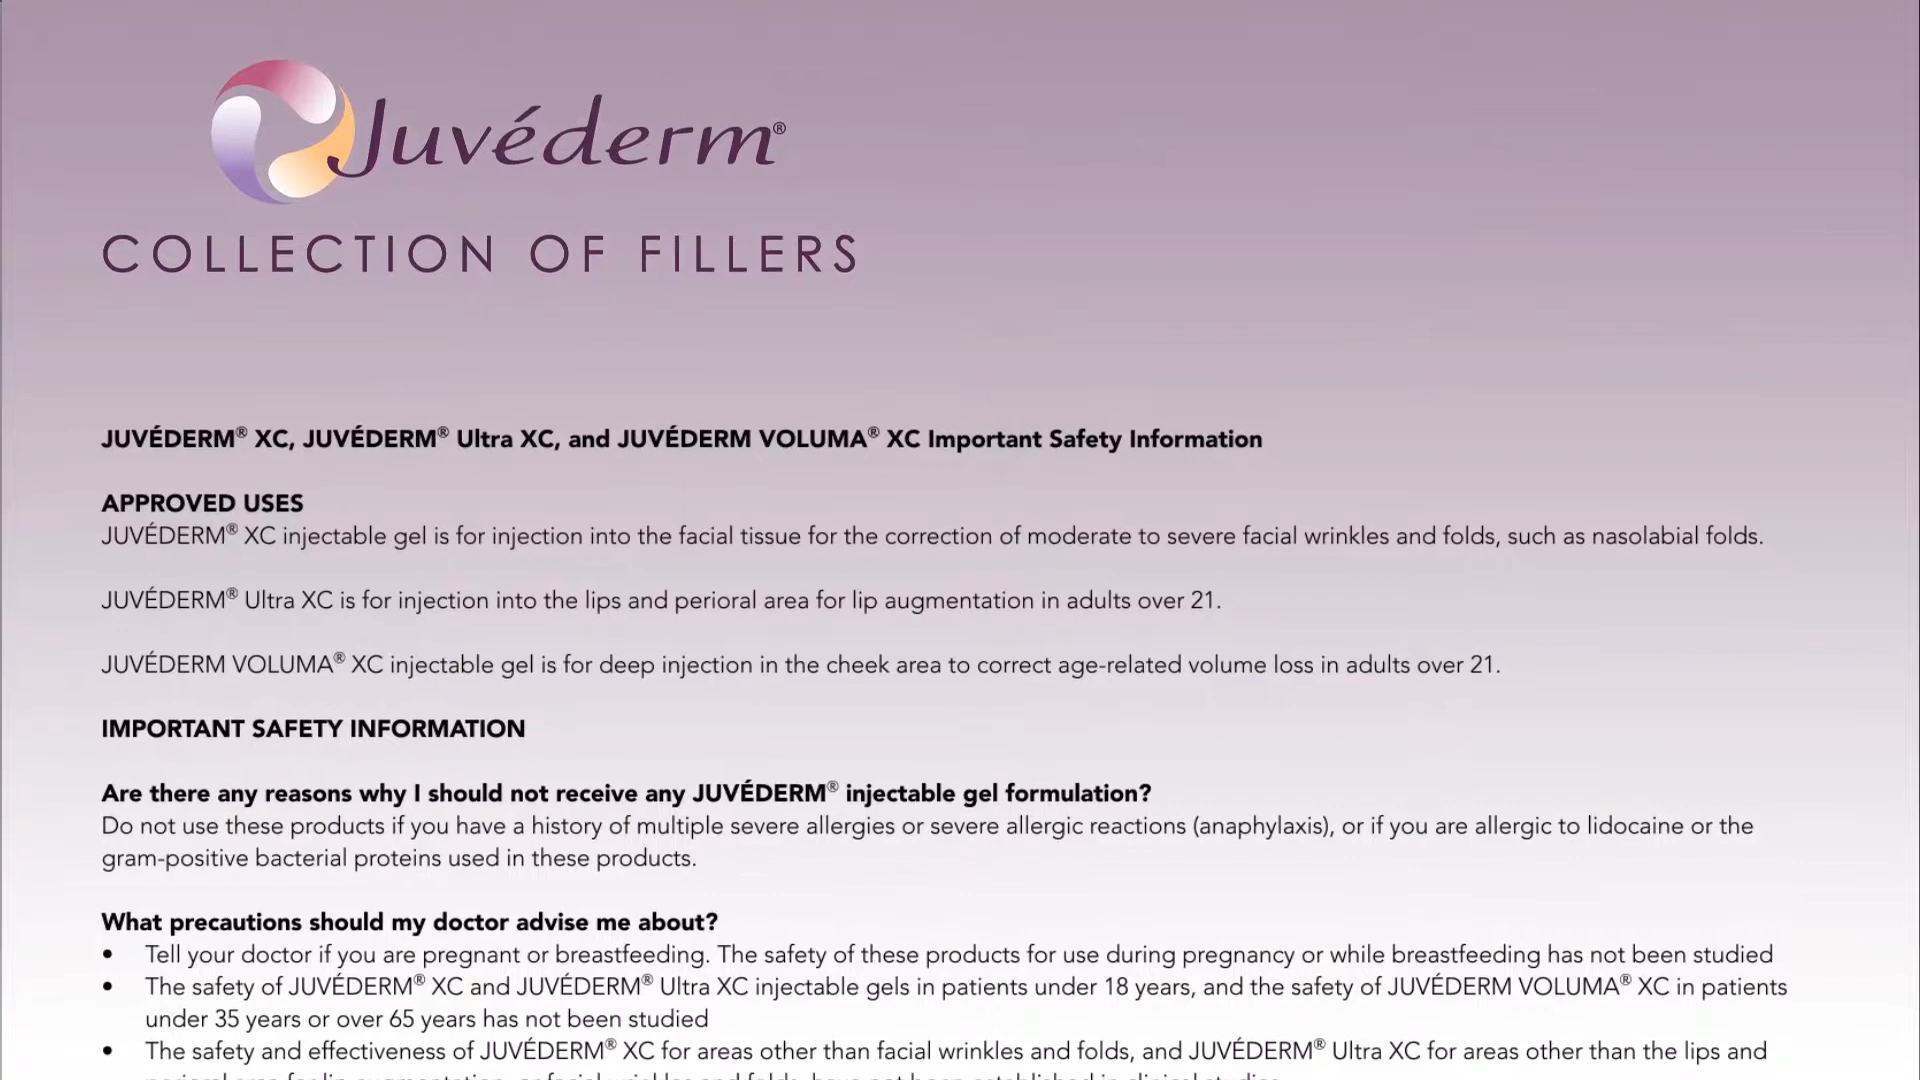 Juvéderm®
COLLECTION OF FILLERS
JUVÉDERM® XC, JUVÉDERM® Ultra XC, and JUVÉDERM VOLUMA® XC Important Safety Information
APPROVED USES
JUVÉDERM® XC injectable gel is for injection into the facial tissue for the correction of moderate to severe facial wrinkles and folds, such as nasolabial folds.
JUVÉDERM® Ultra XC is for injection into the lips and perioral area for lip augmentation in adults over 21.
JUVÉDERM VOLUMA® XC injectable gel is for deep injection in the cheek area to correct age-related volume loss in adults over 21.
IMPORTANT SAFETY INFORMATION
Are there any reasons why I should not receive any JUVÉDERM® injectable gel formulation?
Do not use these products if you have a history of multiple severe allergies or severe allergic reactions (anaphylaxis), or if you are allergic to lidocaine or the
gram-positive bacterial proteins used in these products.
What precautions should my doctor advise me about?
• Tell your doctor if you are pregnant or breastfeeding. The safety of these products for use during pregnancy or while breastfeeding has not been studied
• The safety of JUVÉDERM® XC and JUVÉDERM® Ultra XC injectable gels in patients under 18 years, and the safety of JUVÉDERM VOLUMA® XC in patients
under 35 years or over 65 years has not been studied
• The safety and effectiveness of JUVÉDERM® XC for areas other than facial wrinkles and folds, and JUVÉDERM® Ultra XC for areas other than the lips and